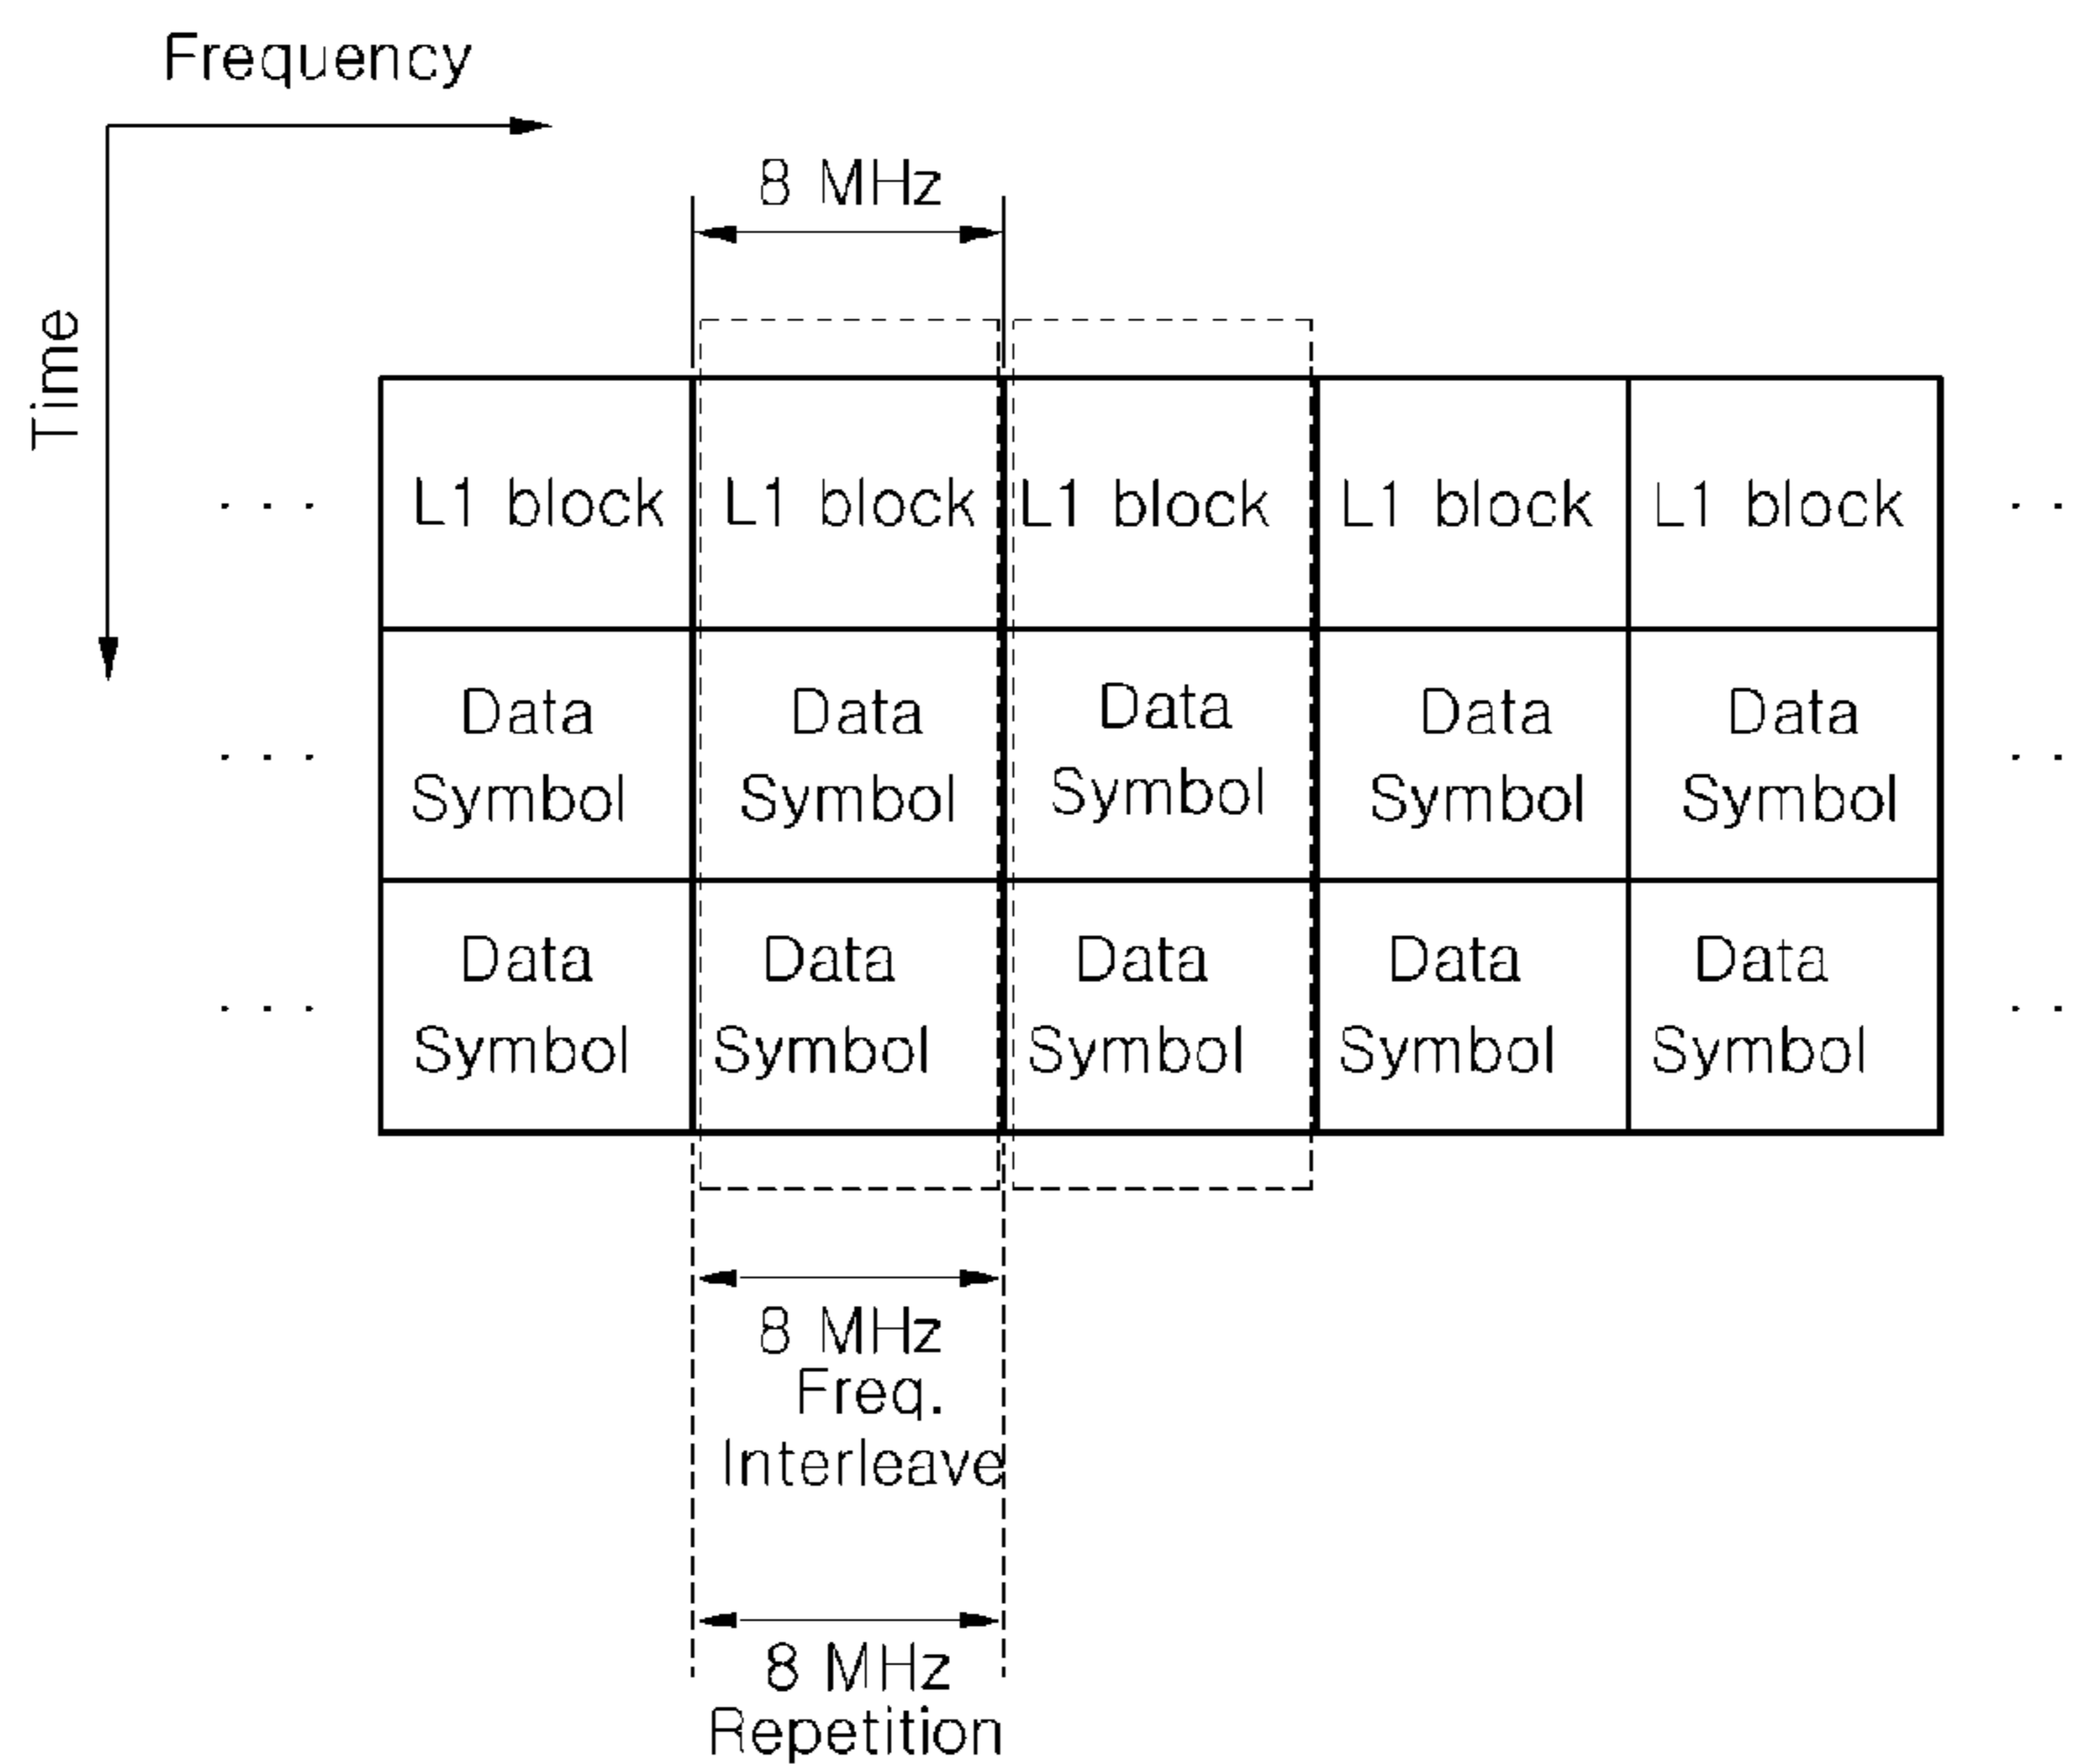 Frequency
8 MHz
Time
. . . L1 block L1 block L1 block L1 block L1 block . .
Data Data Data Data Data
. . . Symbol Symbol Symbol Symbol Symbol . .
Data Data Data Data Data
. . . Symbol Symbol Symbol Symbol Symbol . .
8 MHz
Freq.
Interleave
8 MHz
Repetition